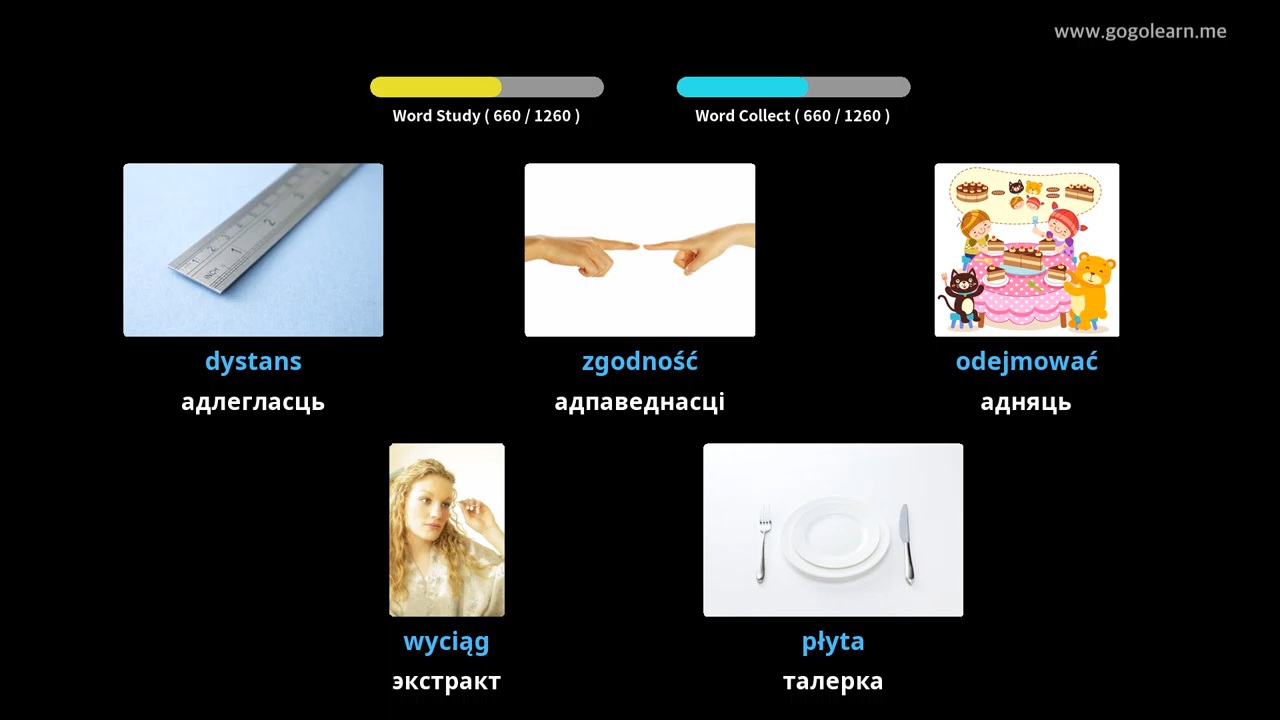 www.gogolearn.me
Word Study ( 660 / 1260 )
Word Collect ( 660 / 1260 )
dystans
адлегласць
zgodność
адпаведнасці
odejmować
адняць
wyciąg
экстракт
płyta
талерка